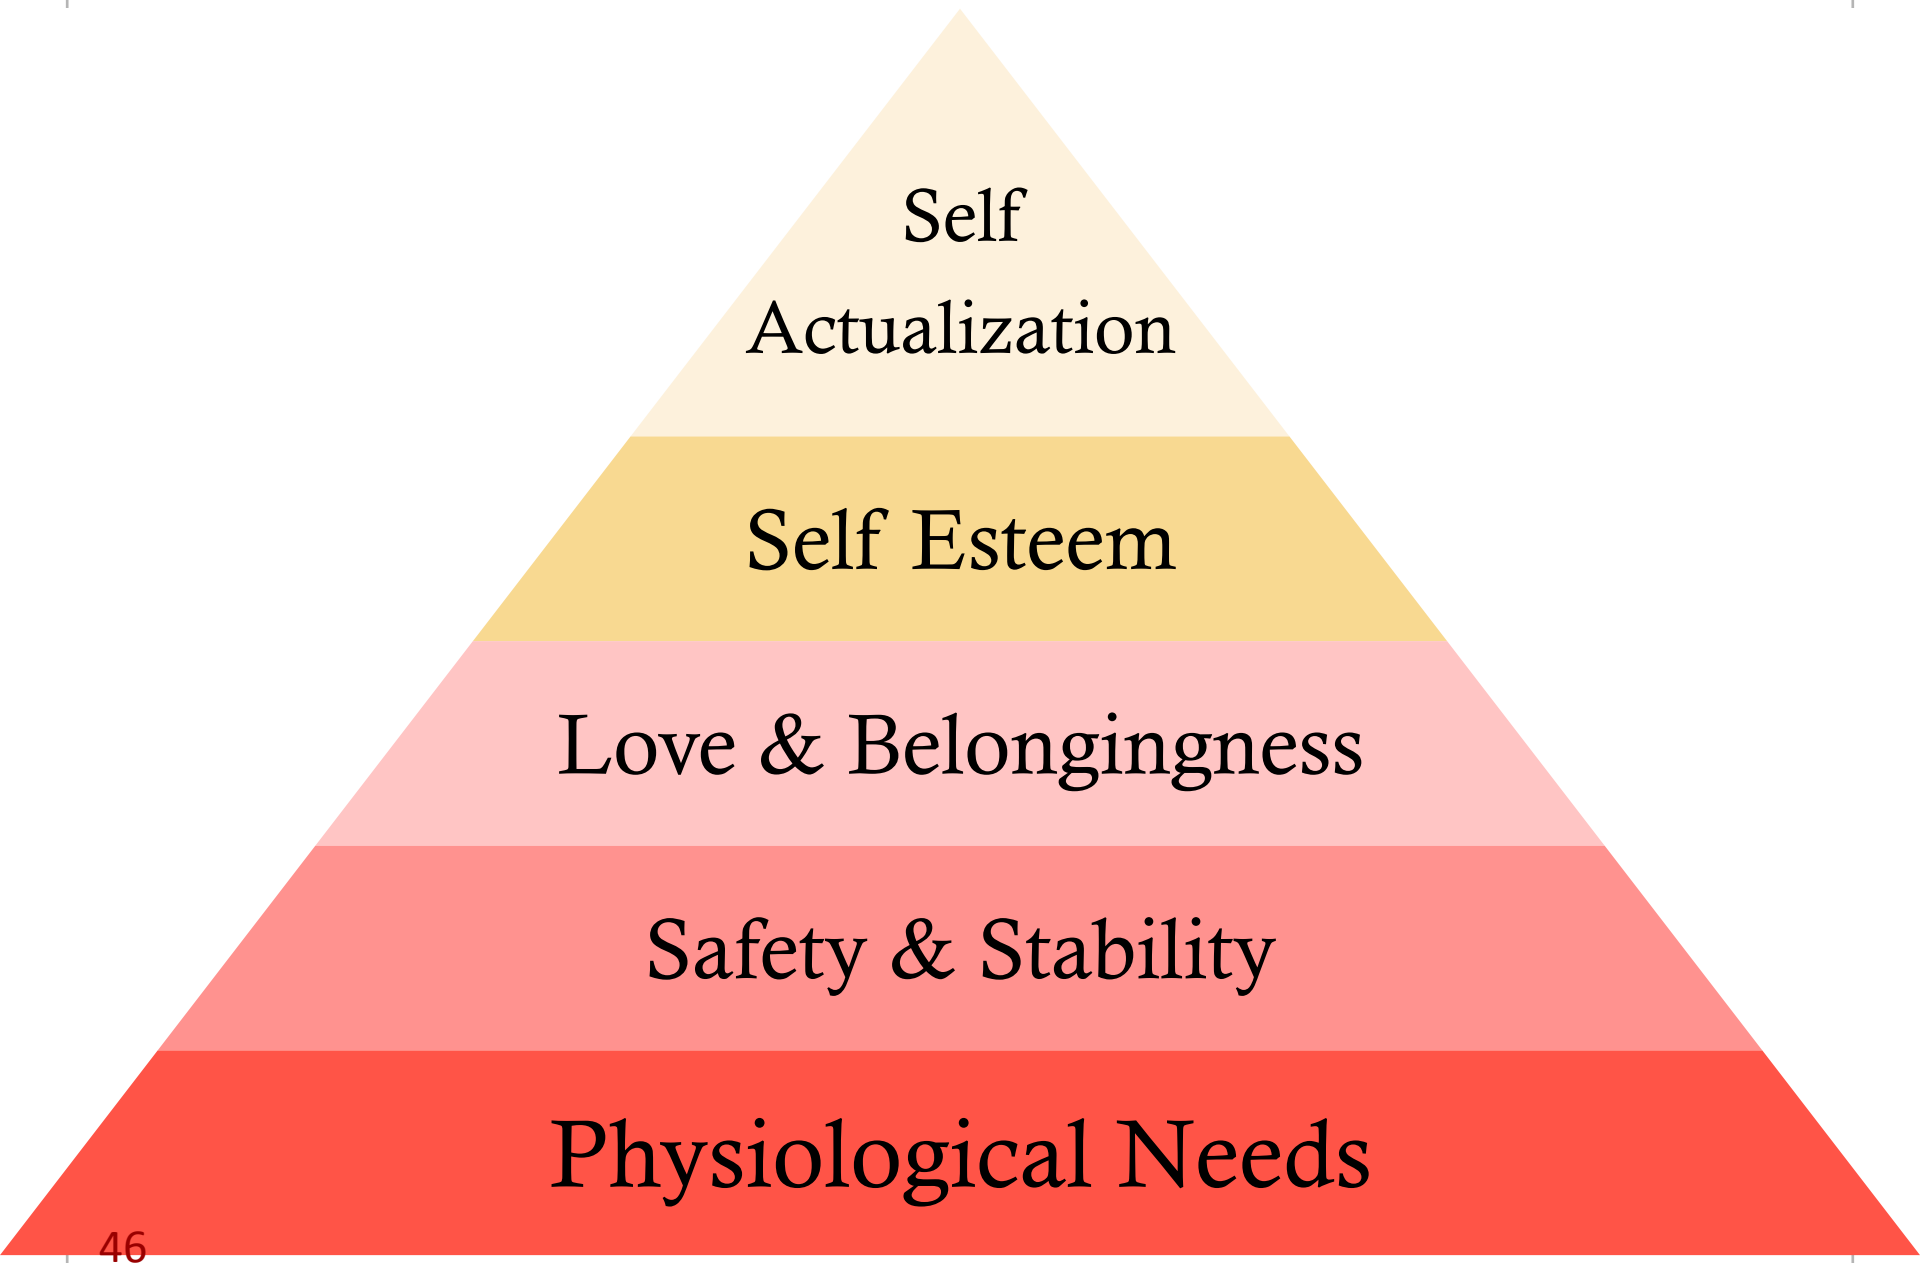 Self
Actualization
Self Esteem
Love & Belongingness
Safety & Stability
Physiological Needs
46